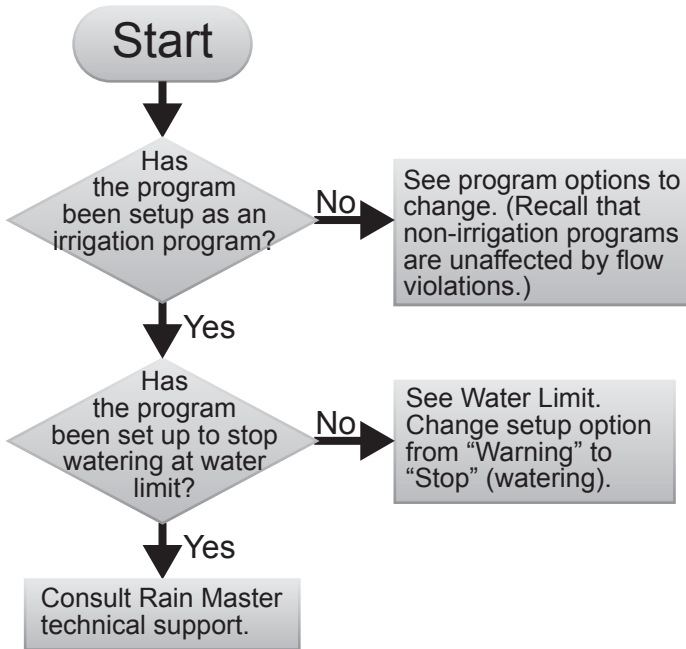 Start
Has
the program
been setup as an
irrigation program?
No
See program options to
change. (Recall that
non-irrigation programs
are unaffected by flow
violations.)
Yes
Has
the program
been set up to stop
watering at water
limit?
No
See Water Limit.
Change setup option
from “Warning” to
“Stop” (watering).
Yes
Consult Rain Master
technical support.